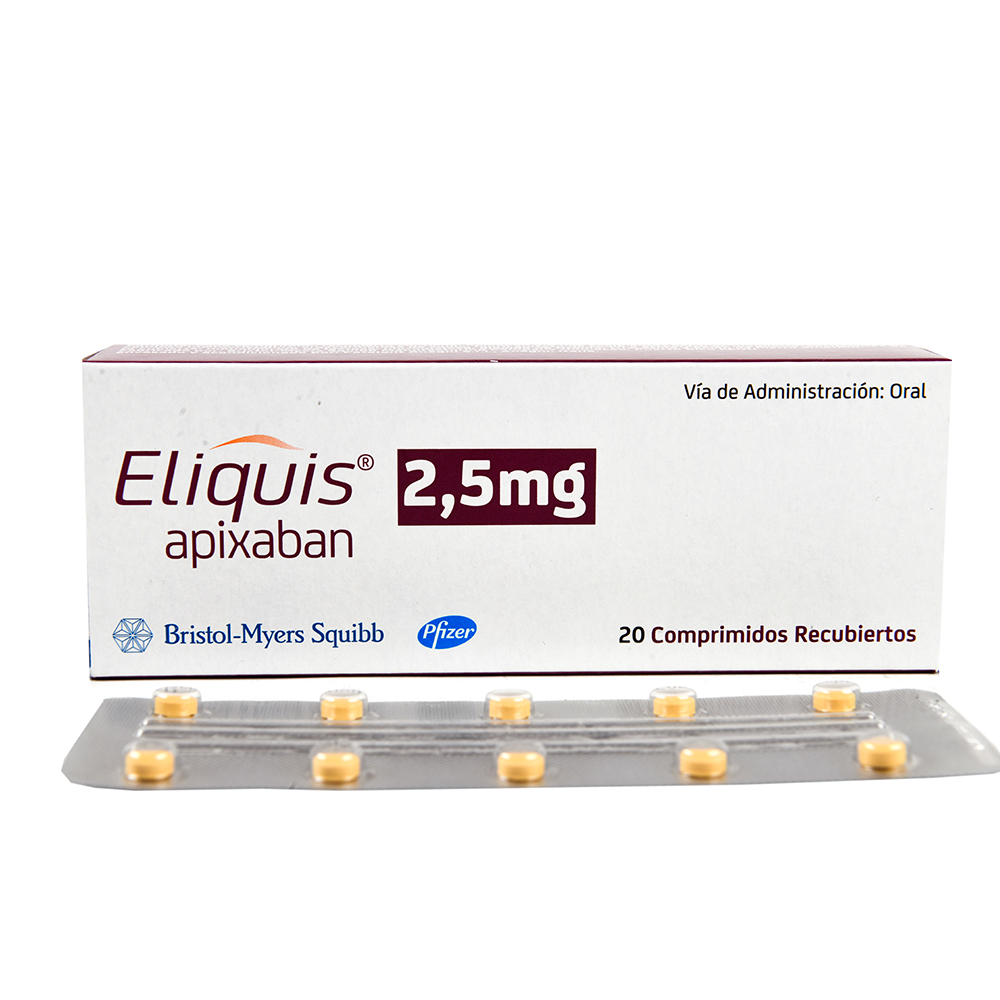 Vía de Administración: Oral
Eliquis®
2,5mg
apixaban
Bristol-Myers Squibb
Pfizer
20 Comprimidos Recubiertos